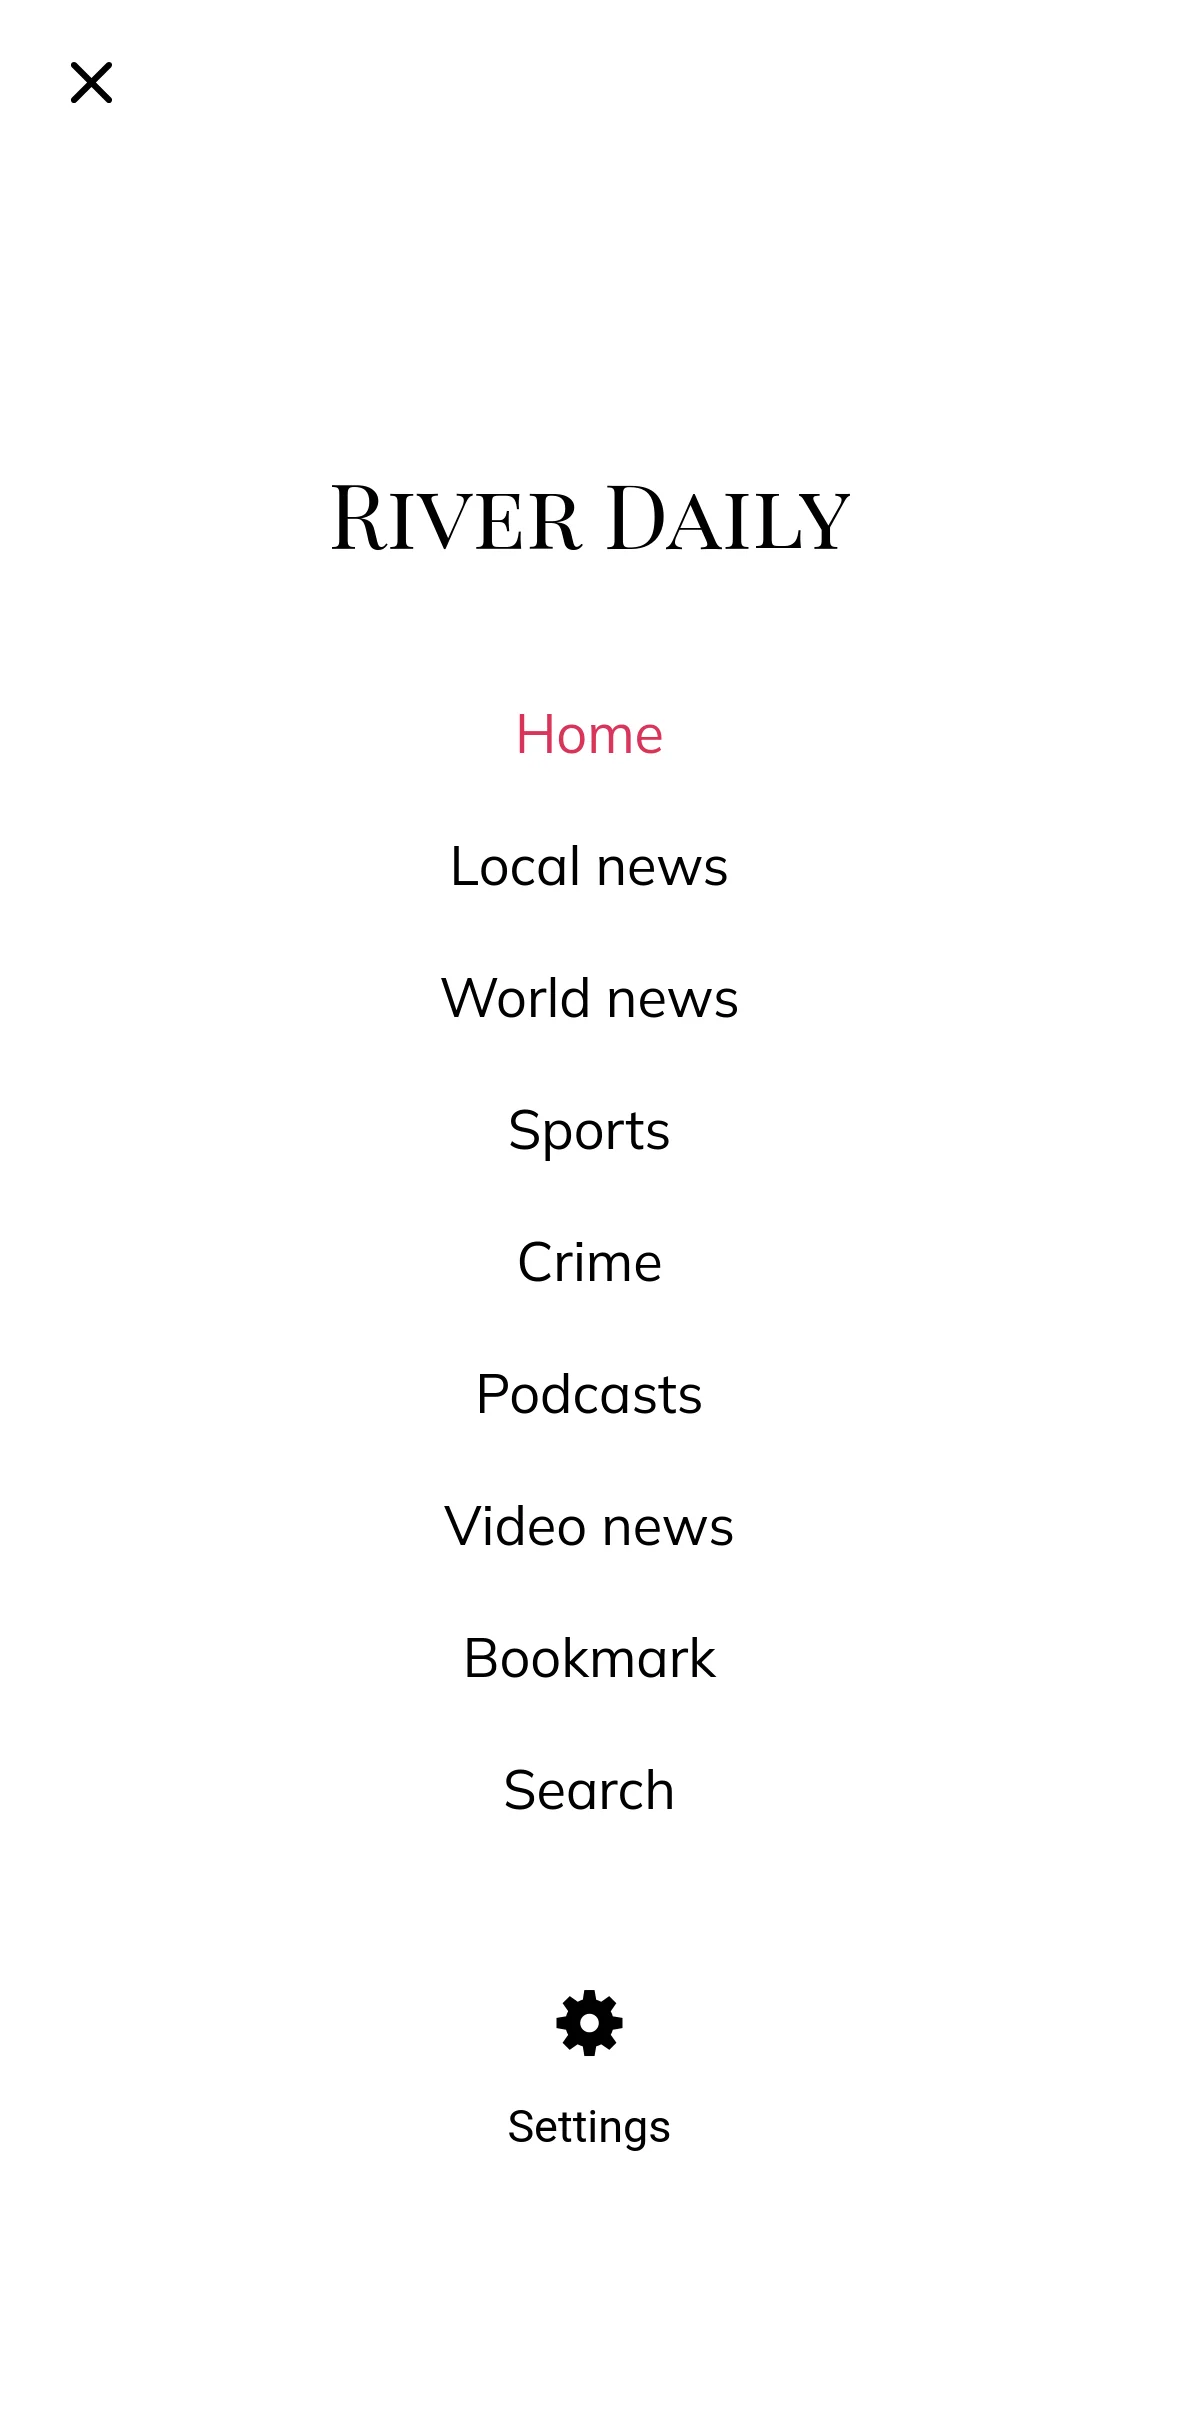 River Daily
Home
Local news
World news
Sports
Crime
Podcasts
Video news
Bookmark
Search
Settings